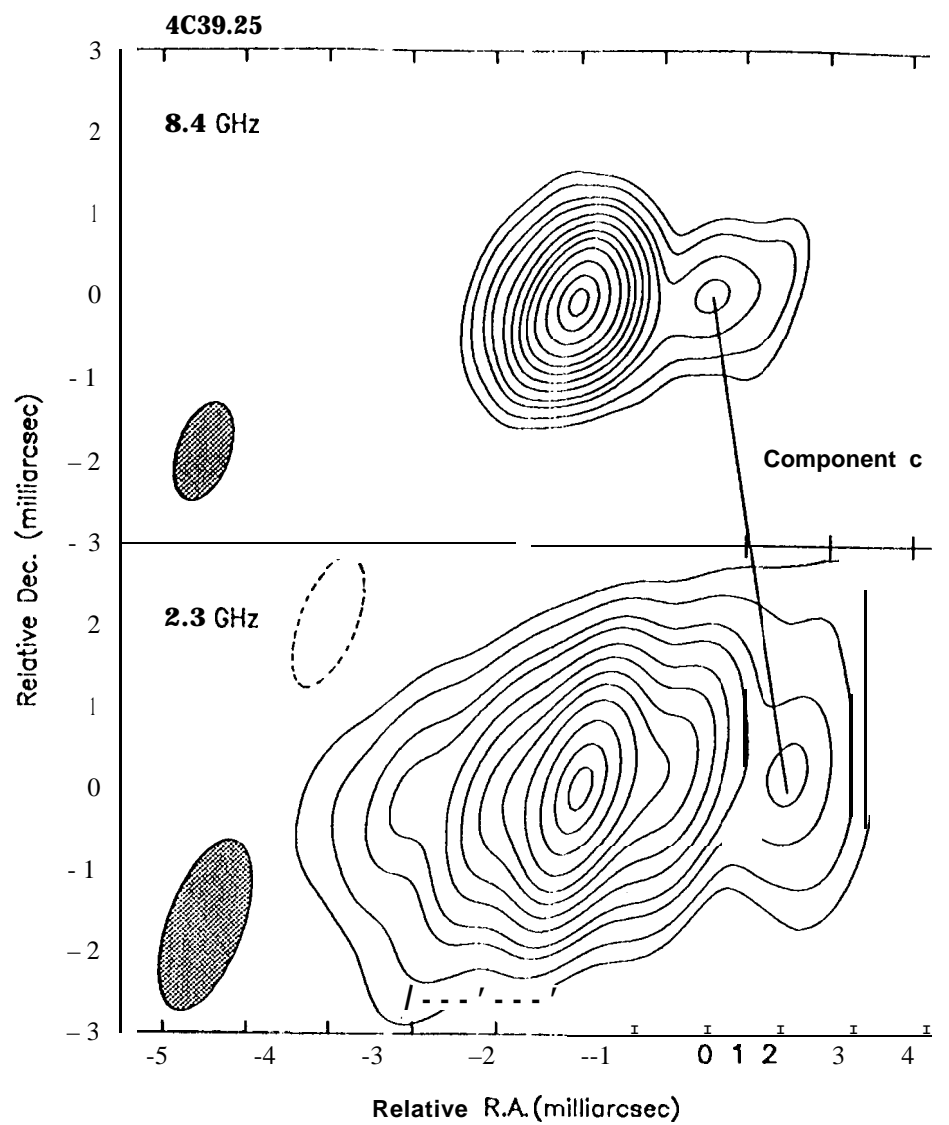 4C39.25
3
8.4 GHz
2
1
0
- 1
– 2
Component c
- 3
2.3 GHz
2
1
0
- 1
– 2
– 3
-5 -4 -3 –2 --1 0 1 2 3 4
Relative R.A. (milliarcsec)
Relative Dec. (milliarcsec)